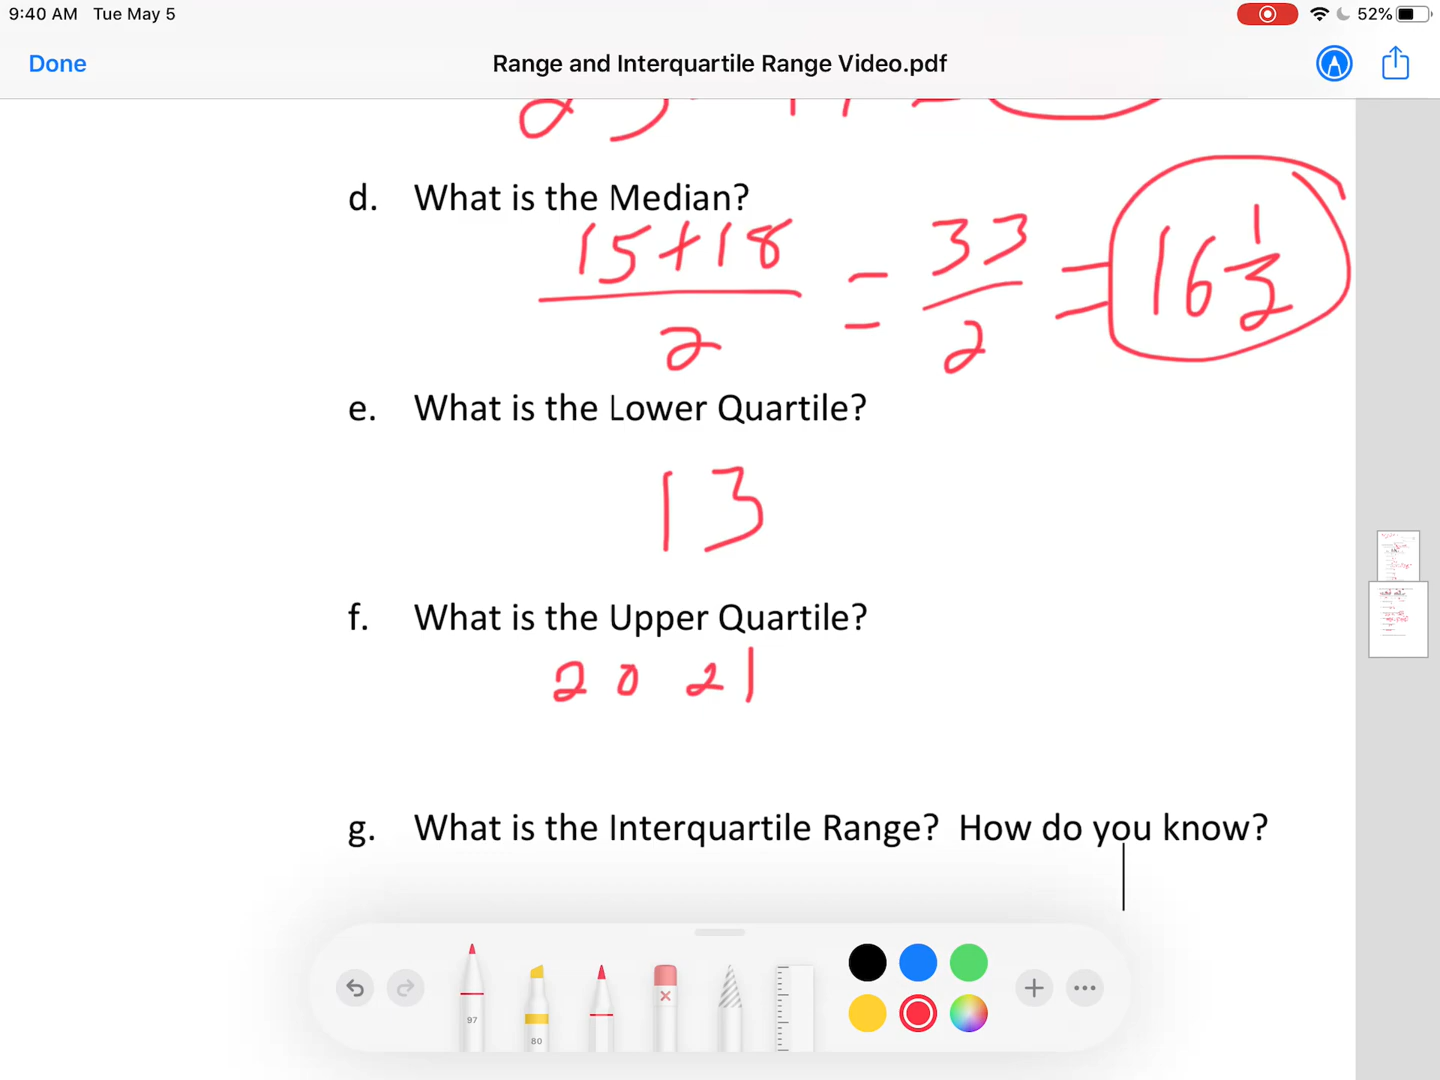 9:40 AM Tue May 5 52%
Done Range and Interquartile Range Video.pdf
d. What is the Median?
15+18 / 2 = 33 / 2 = 16 1/2
e. What is the Lower Quartile?
13
f. What is the Upper Quartile?
20 21
g. What is the Interquartile Range? How do you know?
97
80